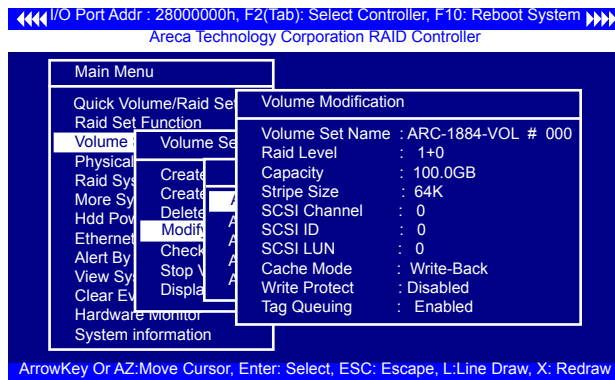 I/O Port Addr : 28000000h, F2(Tab): Select Controller, F10: Reboot System
Areca Technology Corporation RAID Controller
Main Menu
Quick Volume/Raid Set
Raid Set Function
Volume
Physical
Raid Sys
More Sy
Hdd Pow
Ethernet
Alert By
View Sy
Clear Ev
Hardware Monitor
System information
Volume Se
Create
Create
Delete
Modify
Check
Stop V
Displa
A
A
A
A
A
Volume Modification
Volume Set Name : ARC-1884-VOL # 000
Raid Level : 1+0
Capacity : 100.0GB
Stripe Size : 64K
SCSI Channel : 0
SCSI ID : 0
SCSI LUN : 0
Cache Mode : Write-Back
Write Protect : Disabled
Tag Queuing : Enabled
ArrowKey Or AZ:Move Cursor, Enter: Select, ESC: Escape, L:Line Draw, X: Redraw